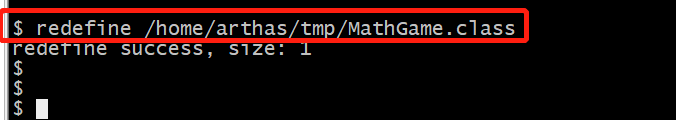 $ redefine /home/arthas/tmp/MathGame.class
redefine success, size: 1
$
$
$